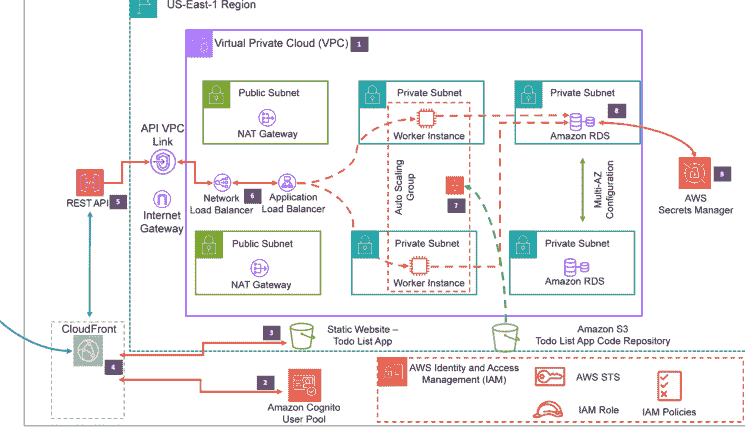 US-East-1 Region
Virtual Private Cloud (VPC) 1
Public Subnet
NAT Gateway
Private Subnet
Worker Instance
Private Subnet
8
Amazon RDS
API VPC
Link
REST API 5
Internet
Gateway
Network
Load Balancer
6
Application
Load Balancer
Auto Scaling
Group
7
Multi-AZ
Configuration
AWS
Secrets Manager
Public Subnet
NAT Gateway
Private Subnet
Worker Instance
Private Subnet
Amazon RDS
CloudFront
4
3
Static Website –
Todo List App
Amazon S3
Todo List App Code Repository
2
Amazon Cognito
User Pool
AWS Identity and Access
Management (IAM)
AWS STS
IAM Role
IAM Policies